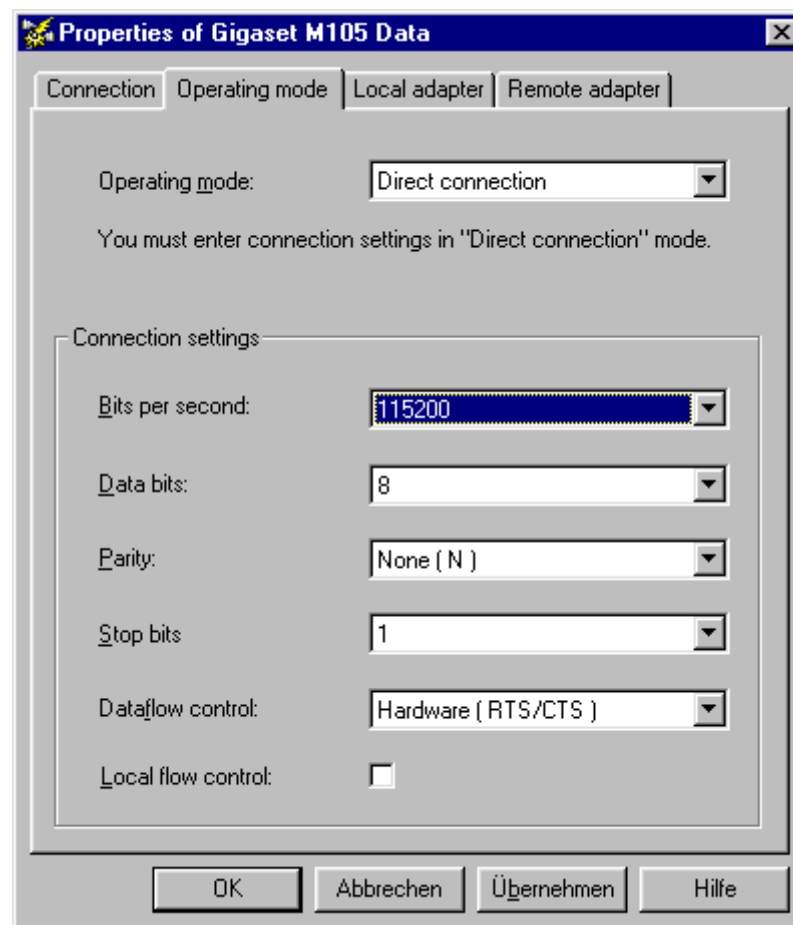 Properties of Gigaset M105 Data
Connection Operating mode Local adapter Remote adapter
Operating mode: Direct connection
You must enter connection settings in "Direct connection" mode.
Connection settings
Bits per second: 115200
Data bits: 8
Parity: None ( N )
Stop bits 1
Dataflow control: Hardware ( RTS/CTS )
Local flow control:
OK Abbrechen Übernehmen Hilfe